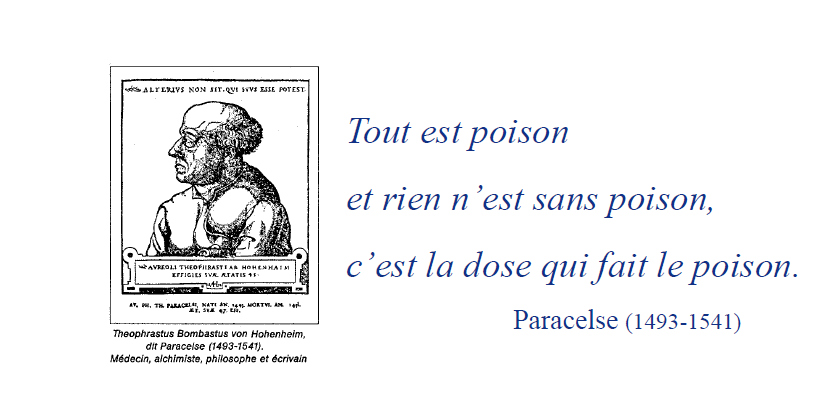 ALTERIVS NON SIT. QVI SVVS ESSE POTEST.
AVREOLI THEOPHRASTI AB HOHENHAIM
EFFIGIES SVÆ ÆTATIS 45
AV. PH. TH. PARACELSI, NATI AN. 1493. MORTVI AN. 1541.
ÆT. SVÆ 47.
Theophrastus Bombastus von Hohenheim,
dit Paracelse (1493-1541).
Médecin, alchimiste, philosophe et écrivain
Tout est poison
et rien n’est sans poison,
c’est la dose qui fait le poison.
Paracelse (1493-1541)